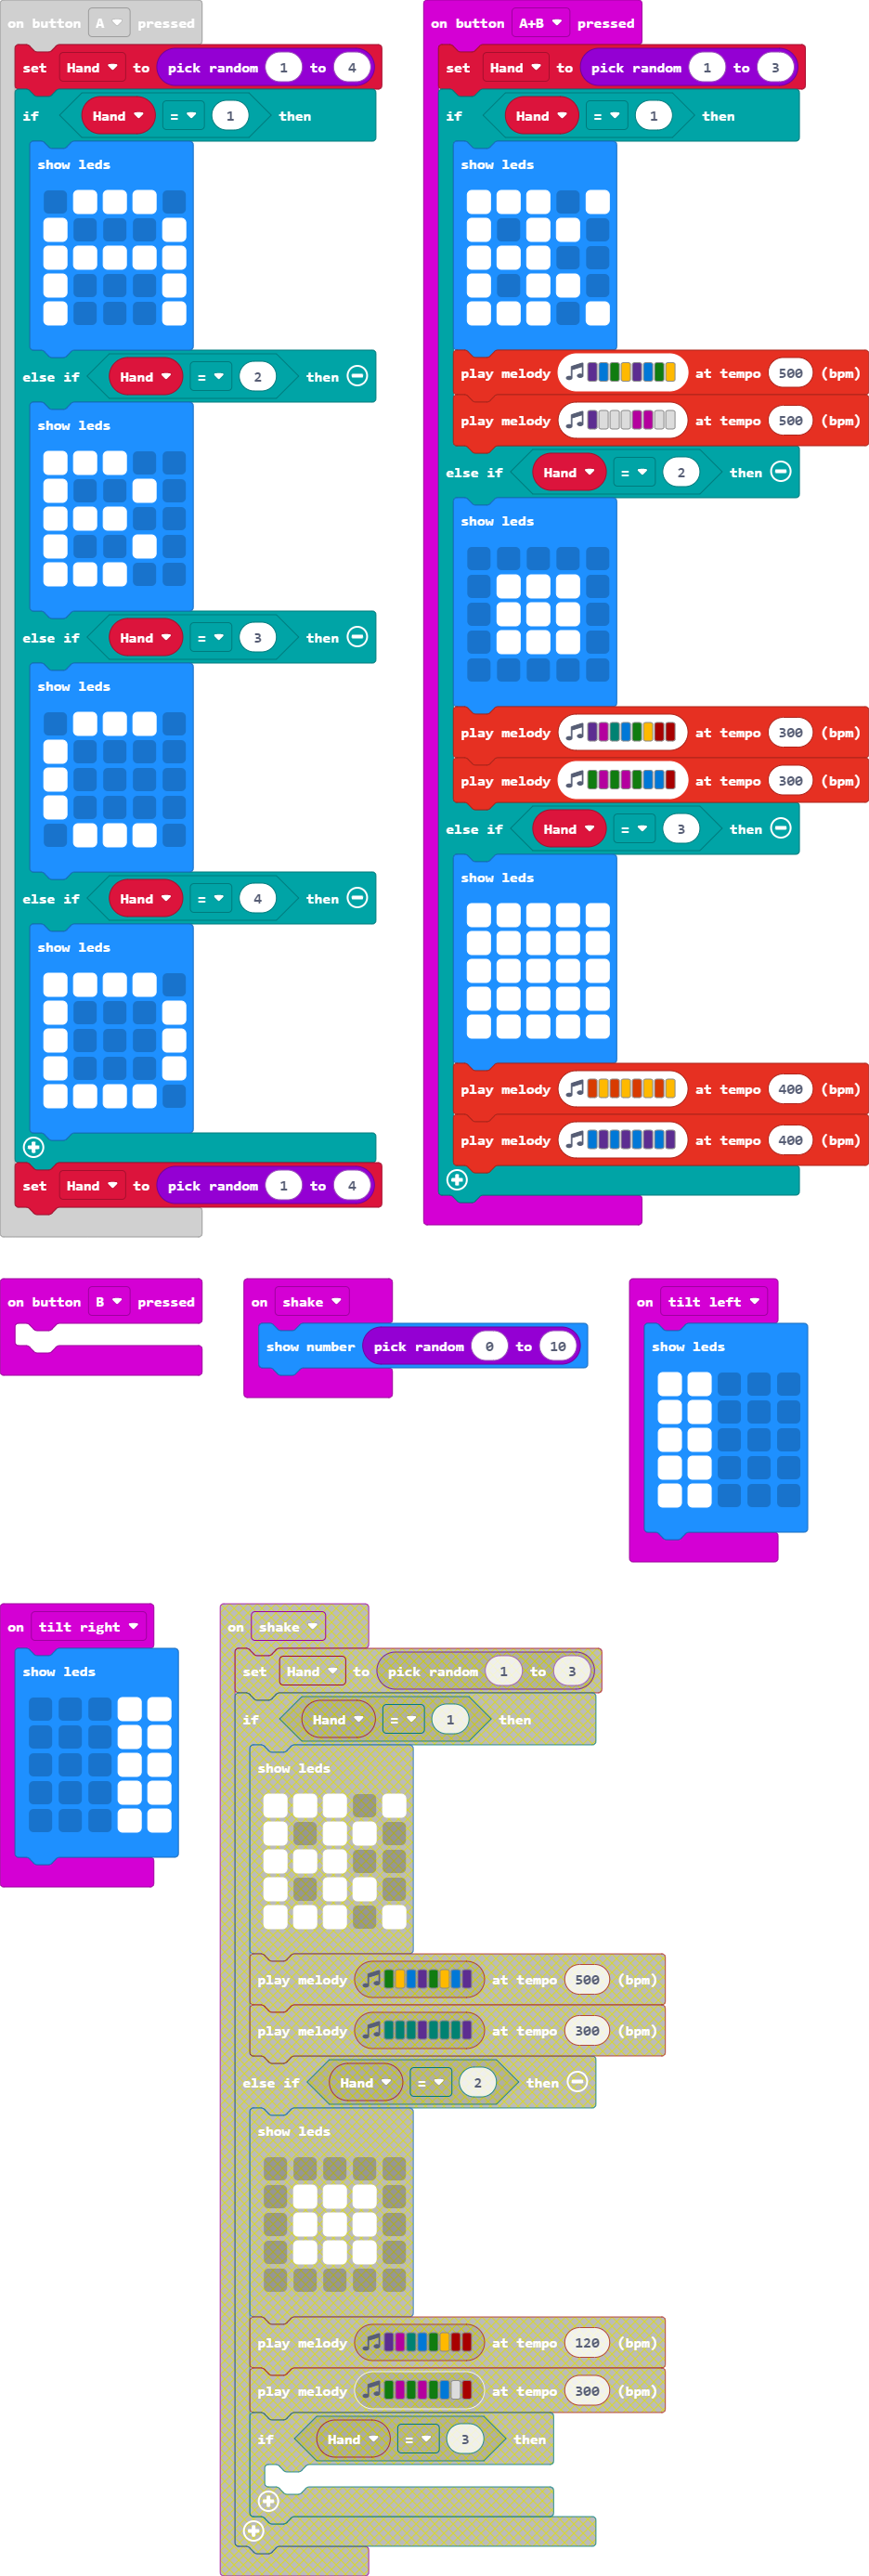 on button A pressed
set Hand to pick random 1 to 4
if Hand = 1 then
show leds
else if Hand = 2 then
show leds
else if Hand = 3 then
show leds
else if Hand = 4 then
show leds
set Hand to pick random 1 to 4
on button A+B pressed
set Hand to pick random 1 to 3
if Hand = 1 then
show leds
play melody at tempo 500 (bpm)
play melody at tempo 500 (bpm)
else if Hand = 2 then
show leds
play melody at tempo 300 (bpm)
play melody at tempo 300 (bpm)
else if Hand = 3 then
show leds
play melody at tempo 400 (bpm)
play melody at tempo 400 (bpm)
on button B pressed
on shake
show number pick random 0 to 10
on tilt left
show leds
on tilt right
show leds
on shake
set Hand to pick random 1 to 3
if Hand = 1 then
show leds
play melody at tempo 500 (bpm)
play melody at tempo 300 (bpm)
else if Hand = 2 then
show leds
play melody at tempo 120 (bpm)
play melody at tempo 300 (bpm)
if Hand = 3 then